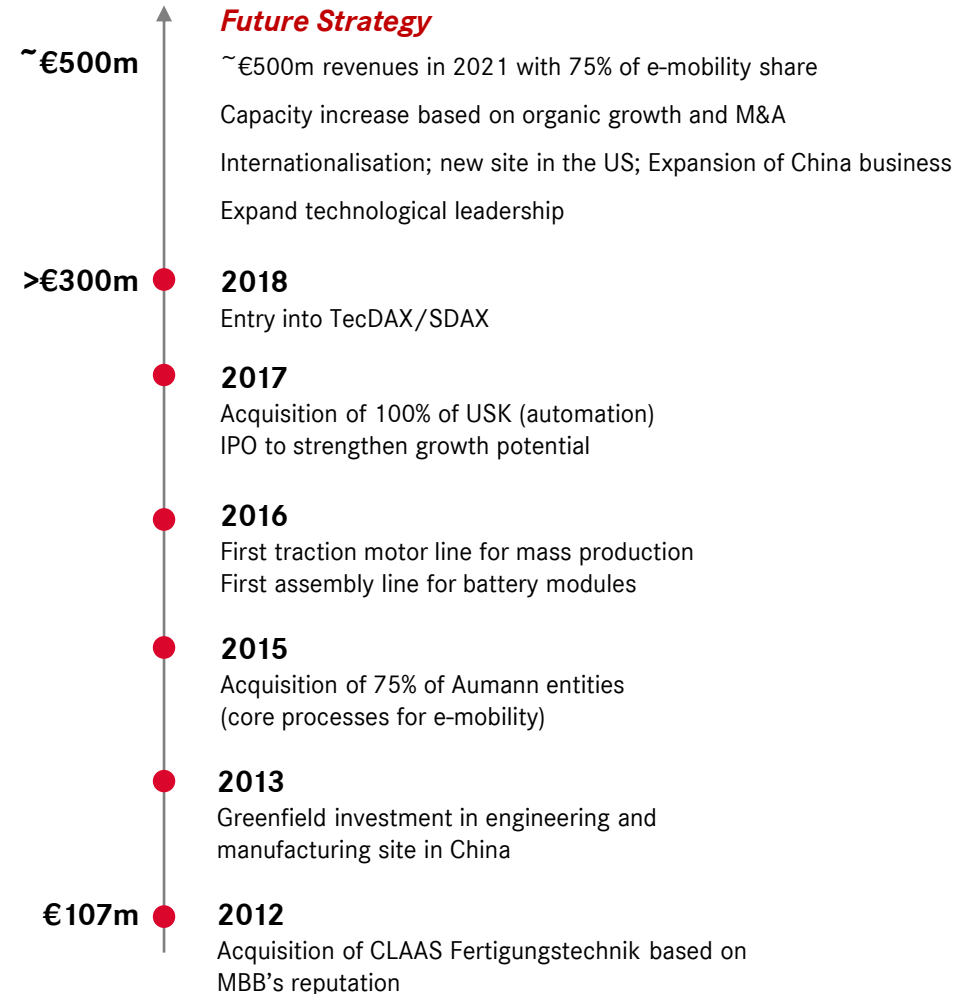 Future Strategy
~€500m
~€500m revenues in 2021 with 75% of e-mobility share
Capacity increase based on organic growth and M&A
Internationalisation; new site in the US; Expansion of China business
Expand technological leadership
>€300m
2018
Entry into TecDAX/SDAX
2017
Acquisition of 100% of USK (automation)
IPO to strengthen growth potential
2016
First traction motor line for mass production
First assembly line for battery modules
2015
Acquisition of 75% of Aumann entities
(core processes for e-mobility)
2013
Greenfield investment in engineering and
manufacturing site in China
€107m
2012
Acquisition of CLAAS Fertigungstechnik based on
MBB’s reputation